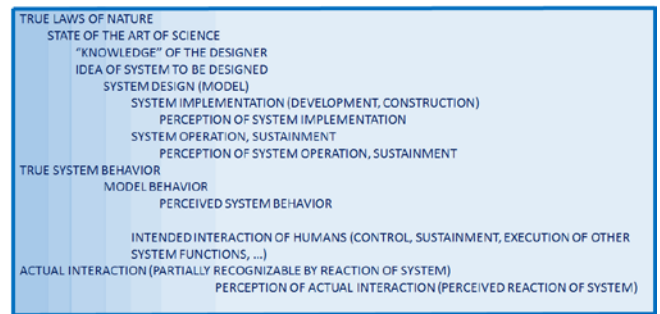 TRUE LAWS OF NATURE
STATE OF THE ART OF SCIENCE
“KNOWLEDGE” OF THE DESIGNER
IDEA OF SYSTEM TO BE DESIGNED
SYSTEM DESIGN (MODEL)
SYSTEM IMPLEMENTATION (DEVELOPMENT, CONSTRUCTION)
PERCEPTION OF SYSTEM IMPLEMENTATION
SYSTEM OPERATION, SUSTAINMENT
PERCEPTION OF SYSTEM OPERATION, SUSTAINMENT
TRUE SYSTEM BEHAVIOR
MODEL BEHAVIOR
PERCEIVED SYSTEM BEHAVIOR
INTENDED INTERACTION OF HUMANS (CONTROL, SUSTAINMENT, EXECUTION OF OTHER
SYSTEM FUNCTIONS, ...)
ACTUAL INTERACTION (PARTIALLY RECOGNIZABLE BY REACTION OF SYSTEM)
PERCEPTION OF ACTUAL INTERACTION (PERCEIVED REACTION OF SYSTEM)